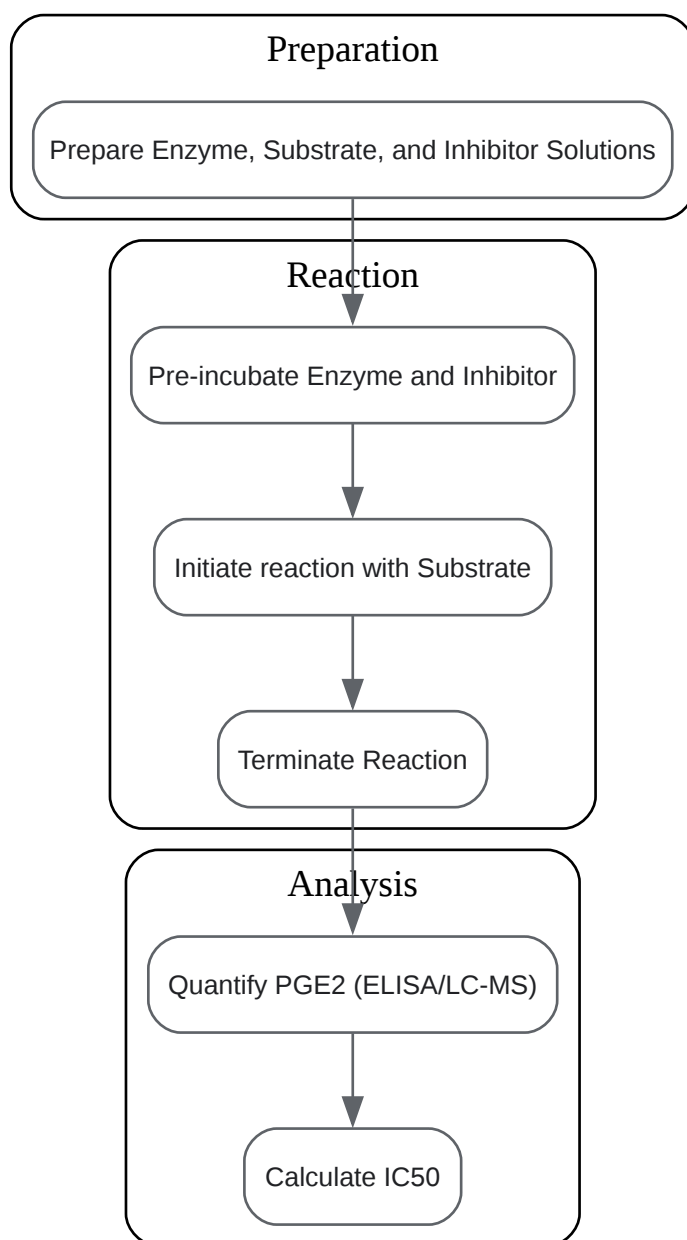 Preparation
Prepare Enzyme, Substrate, and Inhibitor Solutions
Reaction
Pre-incubate Enzyme and Inhibitor
Initiate reaction with Substrate
Terminate Reaction
Analysis
Quantify PGE2 (ELISA/LC-MS)
Calculate IC50